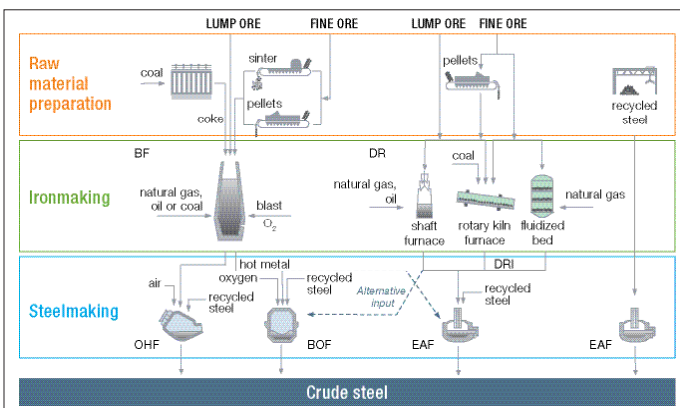 LUMP ORE
FINE ORE
LUMP ORE
FINE ORE
Raw
material
preparation
coal
sinter
pellets
coke
pellets
recycled
steel
Ironmaking
BF
natural gas,
oil or coal
blast
O₂
DR
coal
natural gas,
oil
natural gas
shaft
furnace
rotary kiln
furnace
fluidized
bed
Steelmaking
hot metal
air
oxygen
recycled
steel
recycled
steel
OHF
BOF
Alternative
input
DRI
recycled
steel
EAF
EAF
Crude steel